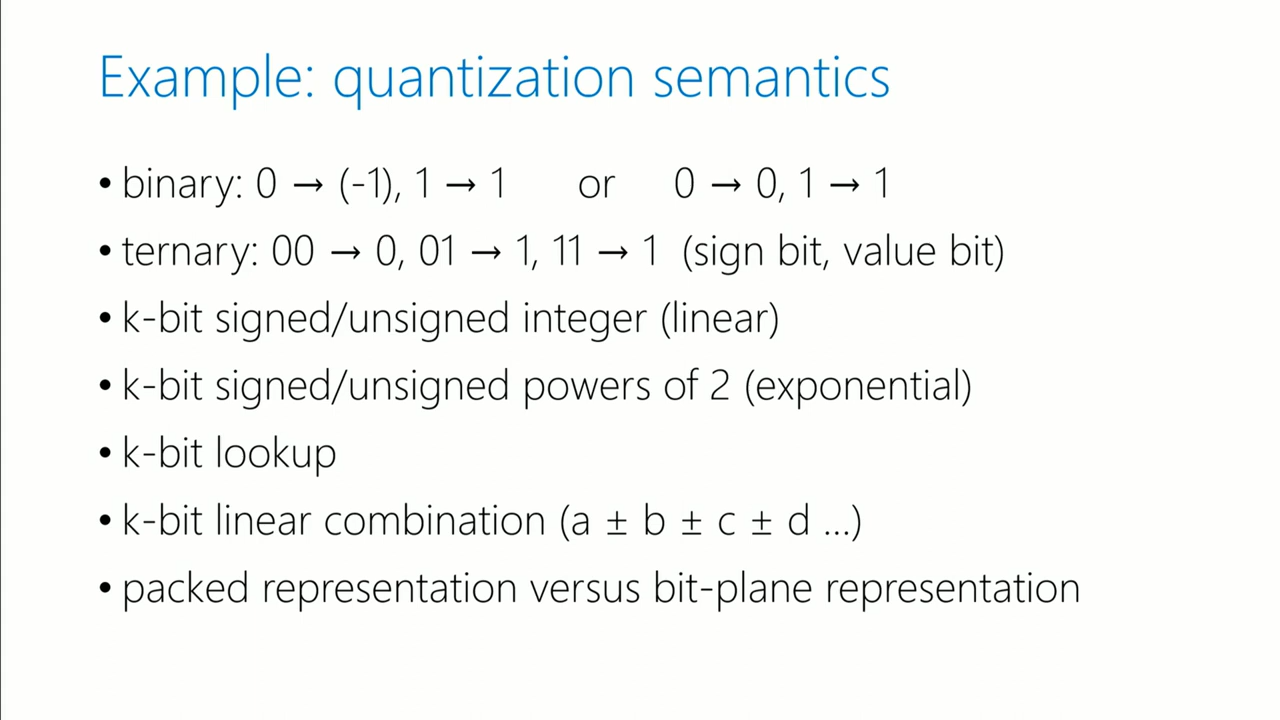 Example: quantization semantics
• binary: 0 → (-1), 1 → 1 or 0 → 0, 1 → 1
• ternary: 00 → 0, 01 → 1, 11 → 1 (sign bit, value bit)
• k-bit signed/unsigned integer (linear)
• k-bit signed/unsigned powers of 2 (exponential)
• k-bit lookup
• k-bit linear combination (a ± b ± c ± d ...)
• packed representation versus bit-plane representation